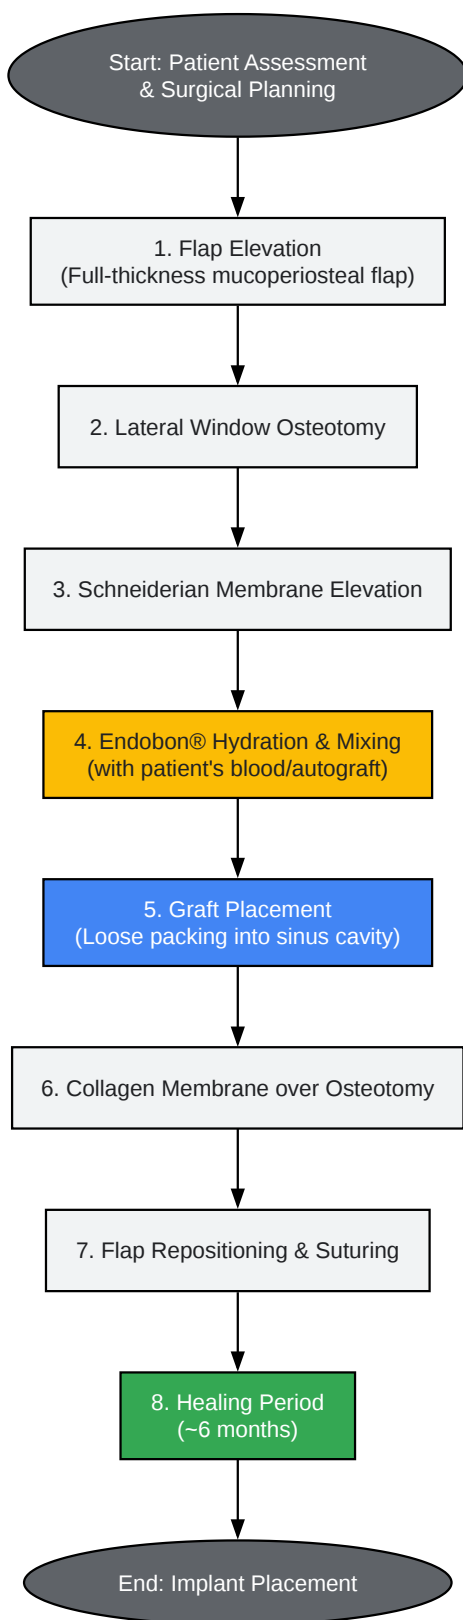 Start: Patient Assessment
& Surgical Planning
1. Flap Elevation
(Full-thickness mucoperiosteal flap)
2. Lateral Window Osteotomy
3. Schneiderian Membrane Elevation
4. Endobon® Hydration & Mixing
(with patient's blood/autograft)
5. Graft Placement
(Loose packing into sinus cavity)
6. Collagen Membrane over Osteotomy
7. Flap Repositioning & Suturing
8. Healing Period
(~6 months)
End: Implant Placement